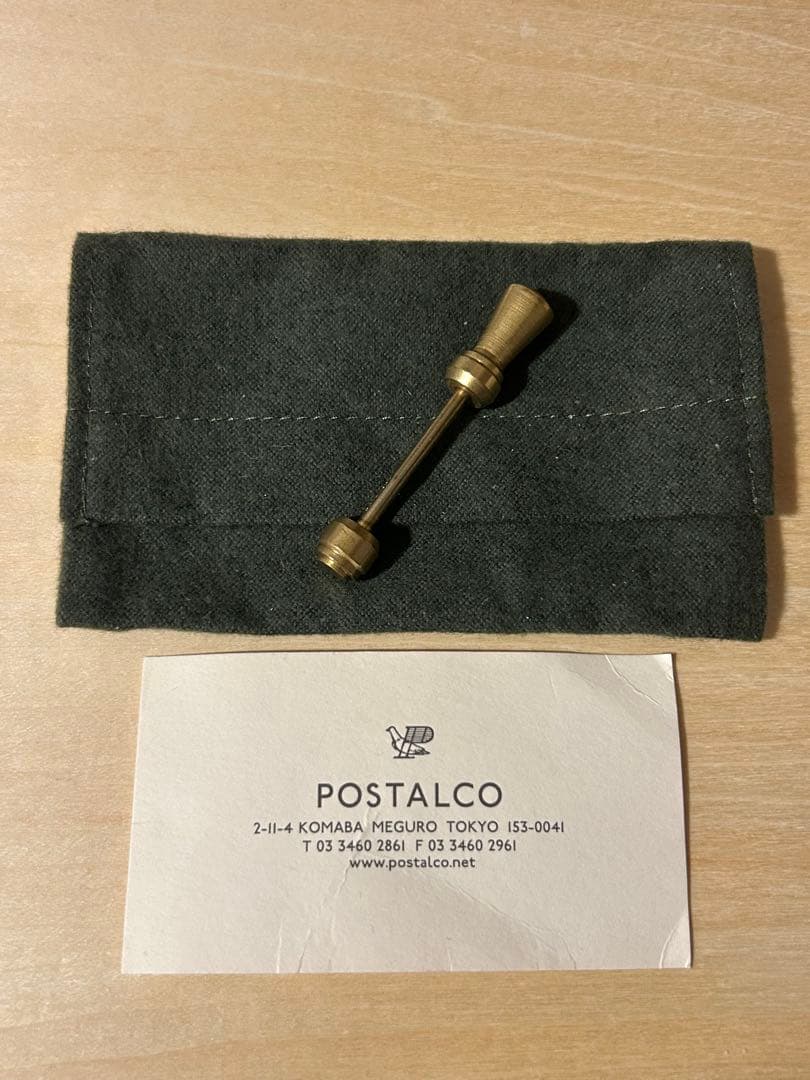 POSTALCO
2-11-4 KOMABA MEGURO TOKYO 153-0041
T 03 3460 2861 F 03 3460 2961
www.postalco.net